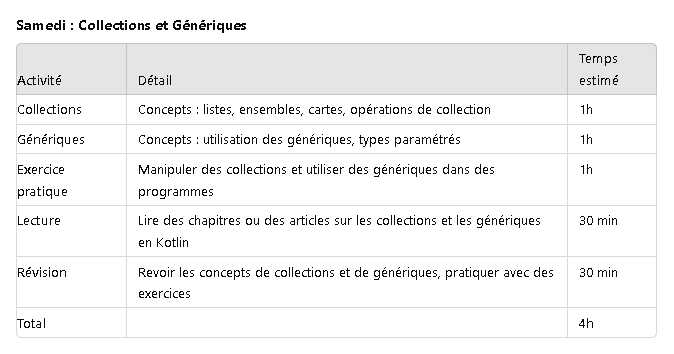 Samedi : Collections et Génériques
Activité Détail Temps estimé
Collections Concepts : listes, ensembles, cartes, opérations de collection 1h
Génériques Concepts : utilisation des génériques, types paramétrés 1h
Exercice pratique Manipuler des collections et utiliser des génériques dans des programmes 1h
Lecture Lire des chapitres ou des articles sur les collections et les génériques en Kotlin 30 min
Révision Revoir les concepts de collections et de génériques, pratiquer avec des exercices 30 min
Total 4h